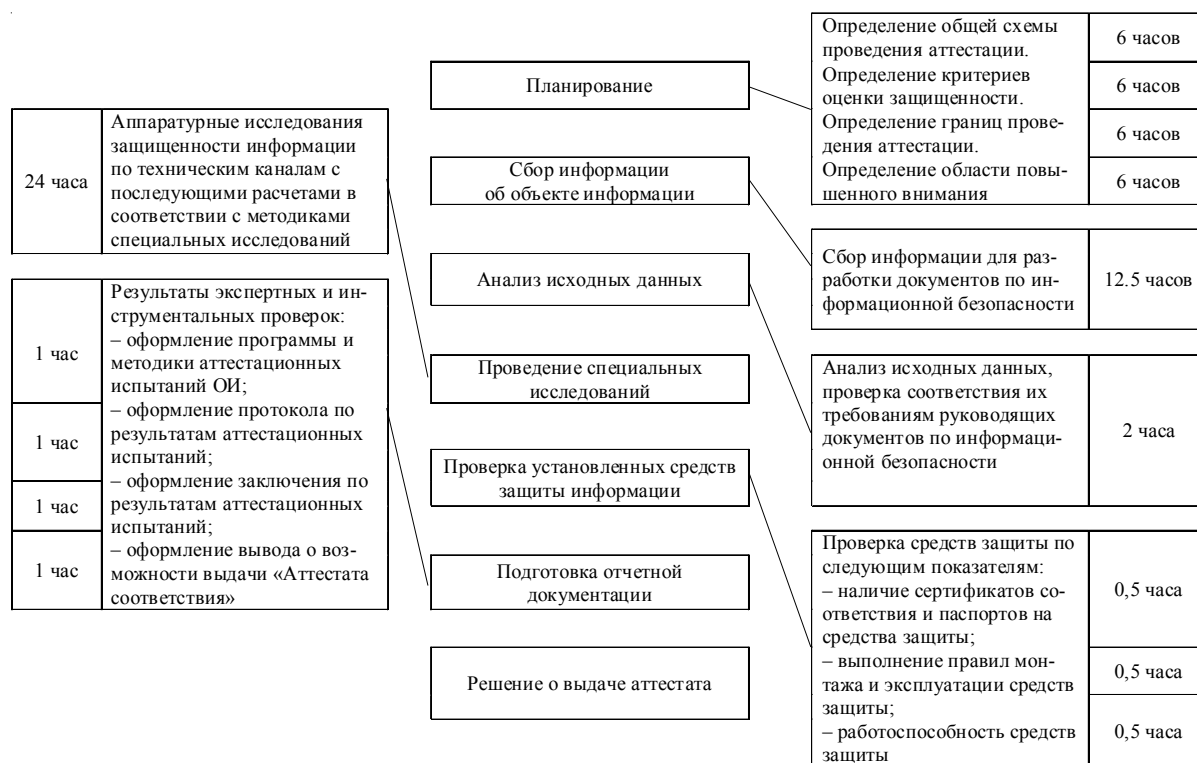 24 часа
Аппаратурные исследования
защищенности информации
по техническим каналам с
последующими расчетами в
соответствии с методиками
специальных исследований
1 час
1 час
1 час
1 час
Результаты экспертных и ин-
струментальных проверок:
– оформление программы и
методики аттестационных
испытаний ОИ;
– оформление протокола по
результатам аттестационных
испытаний;
– оформление заключения по
результатам аттестационных
испытаний;
– оформление вывода о воз-
можности выдачи «Аттестата
соответствия»
Планирование
Сбор информации
об объекте информации
Анализ исходных данных
Проведение специальных
исследований
Проверка установленных средств
защиты информации
Подготовка отчетной
документации
Решение о выдаче аттестата
Определение общей схемы
проведения аттестации.
Определение критериев
оценки защищенности.
Определение границ прове-
дения аттестации.
Определение области повы-
шенного внимания
6 часов
6 часов
6 часов
6 часов
Сбор информации для раз-
работки документов по ин-
формационной безопасности
12.5 часов
Анализ исходных данных,
проверка соответствия их
требованиям руководящих
документов по информаци-
онной безопасности
2 часа
Проверка средств защиты по
следующим показателям:
– наличие сертификатов со-
ответствия и паспортов на
средства защиты;
– выполнение правил мон-
тажа и эксплуатации средств
защиты;
– работоспособность средств
защиты
0,5 часа
0,5 часа
0,5 часа